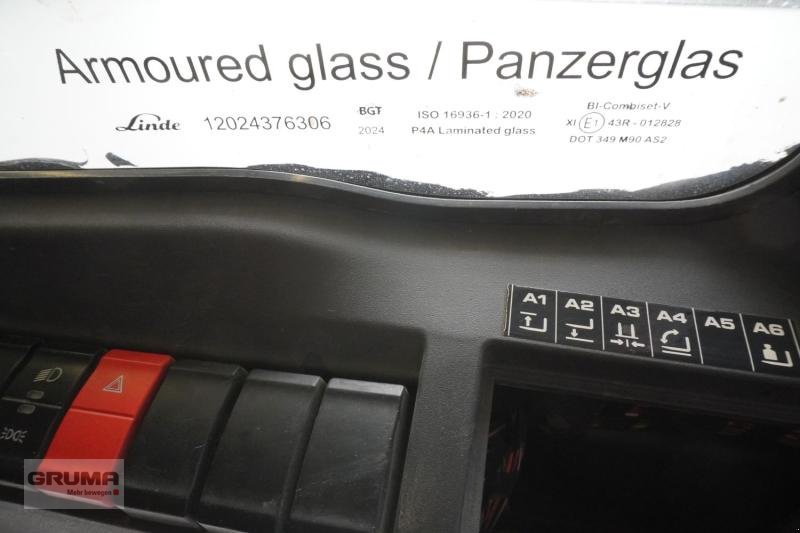 Armoured glass / Panzerglas
Linde 12024376306
BGT
2024
ISO 16936-1 : 2020
P4A Laminated glass
BI-Combiset-V
XI E1 43R - 012828
DOT 349 M90 AS2
A1 A2 A3 A4 A5 A6
GRUMA
Mehr bewegen